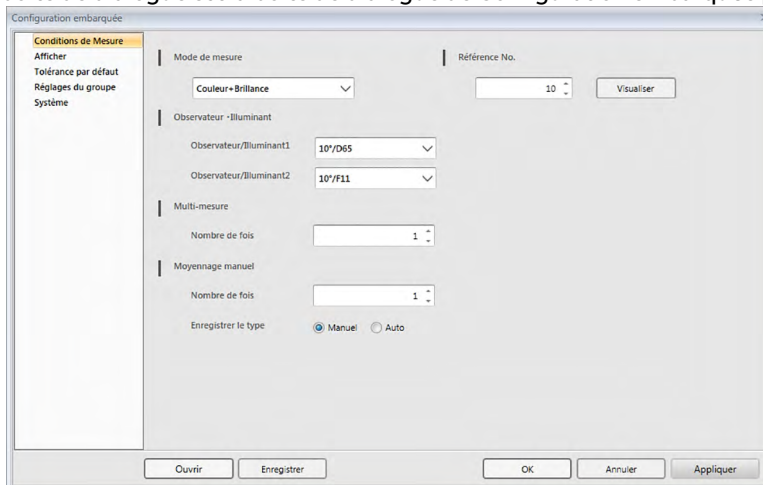 Configuration embarquée
Conditions de Mesure
Afficher
Tolérance par défaut
Réglages du groupe
Système
Mode de mesure
Couleur+Brillance
Référence No.
10
Visualiser
Observateur ・Illuminant
Observateur/Illuminant1
10°/D65
Observateur/Illuminant2
10°/F11
Multi-mesure
Nombre de fois
1
Moyennage manuel
Nombre de fois
1
Enregistrer le type
Manuel
Auto
Ouvrir
Enregistrer
OK
Annuler
Appliquer